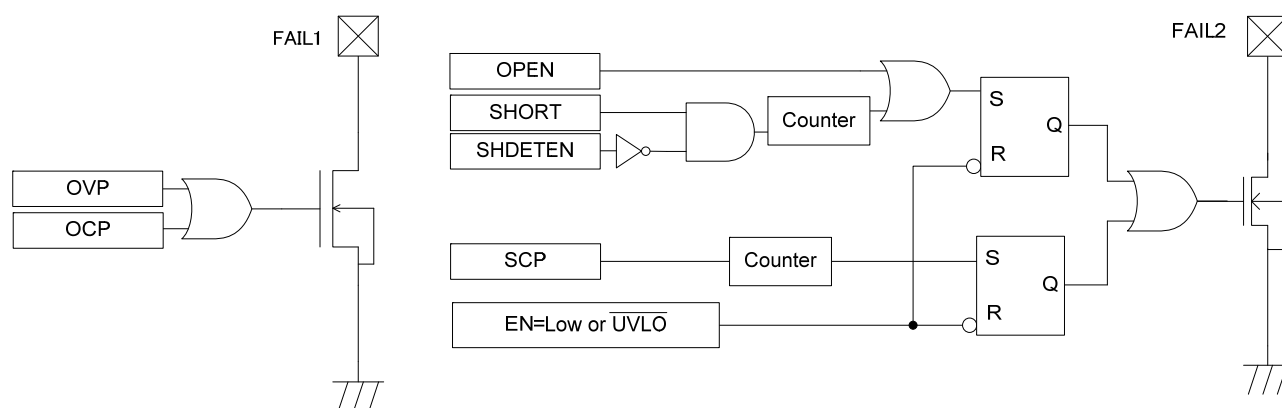 FAIL1
OVP
OCP
FAIL2
OPEN
SHORT
SHDETEN
Counter
S
R
Q
SCP
Counter
S
R
Q
EN=Low or UVLO